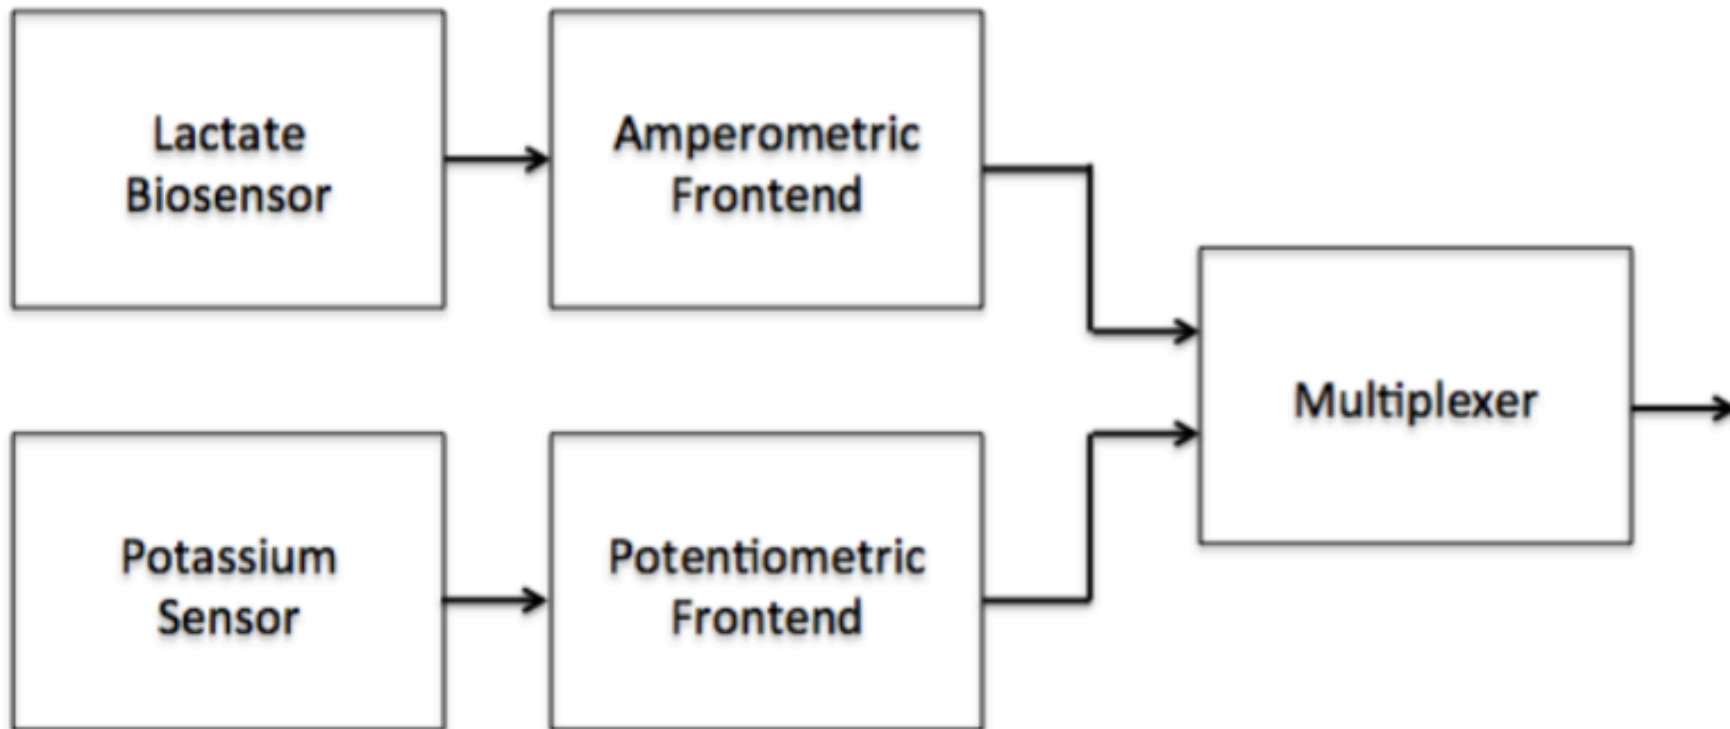 Lactate
Biosensor
Amperometric
Frontend
Multiplexer
Potassium
Sensor
Potentiometric
Frontend